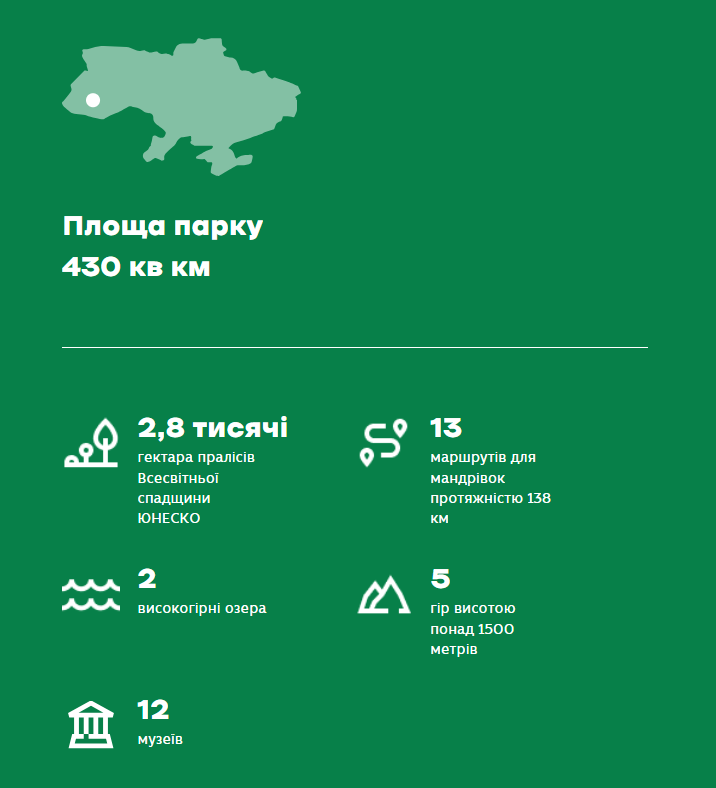 Площа парку
430 кв км
2,8 тисячі
гектара пралісів
Всесвітньої
спадщини
ЮНЕСКО
13
маршрутів для
мандрівок
протяжністю 138
км
2
високогірні озера
5
гір висотою
понад 1500
метрів
12
музеїв